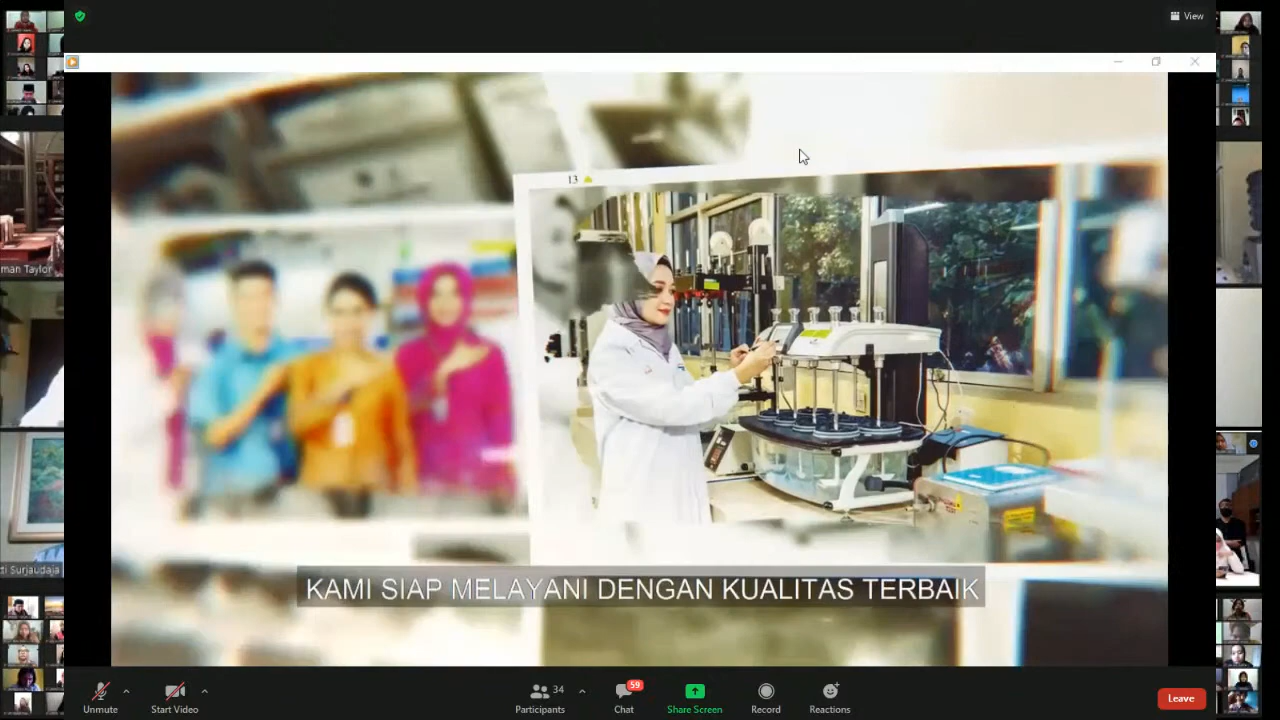 View
13
man Taylor
KAMI SIAP MELAYANI DENGAN KUALITAS TERBAIK
ti Surjaudaja
Unmute
Start Video
34
Participants
59
Chat
Share Screen
Record
Reactions
Leave